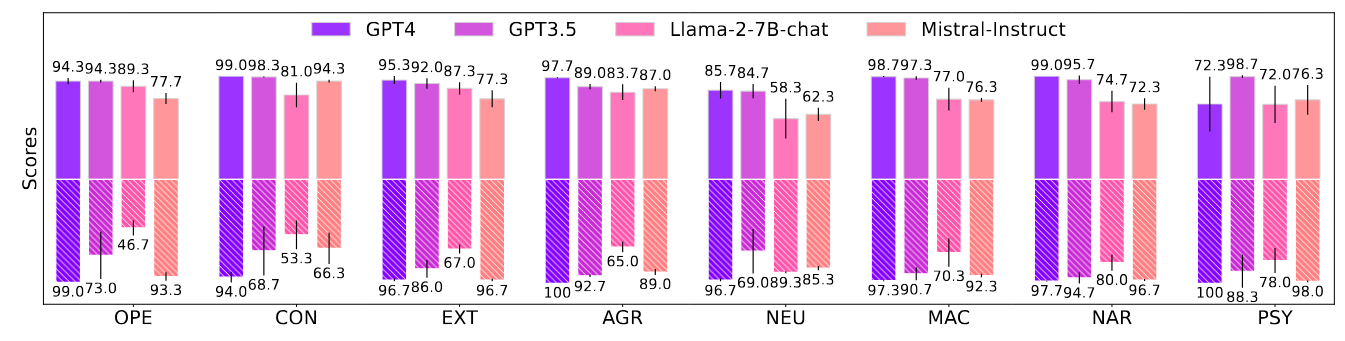 GPT4 GPT3.5 Llama-2-7B-chat Mistral-Instruct
94.3 94.3 89.3 77.7 99.0 98.3 81.0 94.3 95.3 92.0 87.3 77.3 97.7 89.0 83.7 87.0 85.7 84.7 58.3 62.3 98.7 97.3 77.0 76.3 99.0 95.7 74.7 72.3 72.3 98.7 72.0 76.3
Scores
99.0 73.0 46.7 93.3 94.0 68.7 53.3 66.3 96.7 86.0 67.0 96.7 100 92.7 65.0 89.0 96.7 69.0 89.3 85.3 97.3 90.7 70.3 92.3 97.7 94.7 80.0 96.7 100 88.3 78.0 98.0
OPE CON EXT AGR NEU MAC NAR PSY